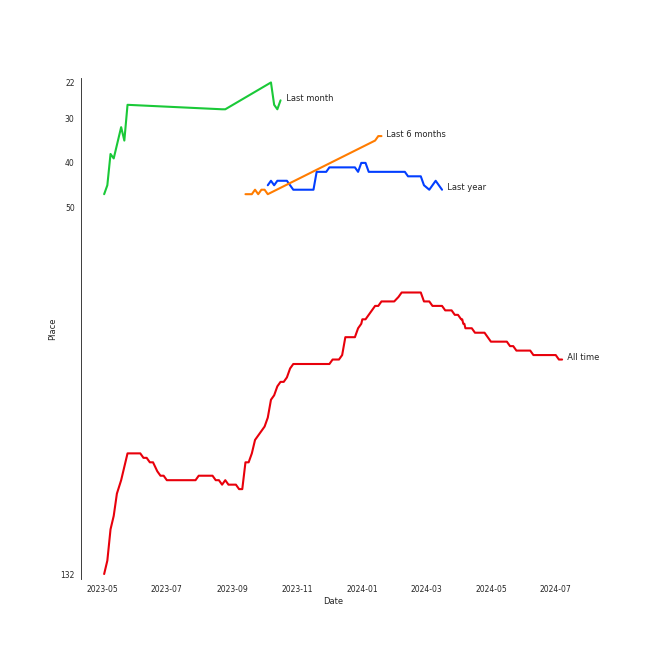 22
Last month
30
Last 6 months
40
Last year
50
Place
All time
132
2023-05 2023-07 2023-09 2023-11 2024-01 2024-03 2024-05 2024-07
Date